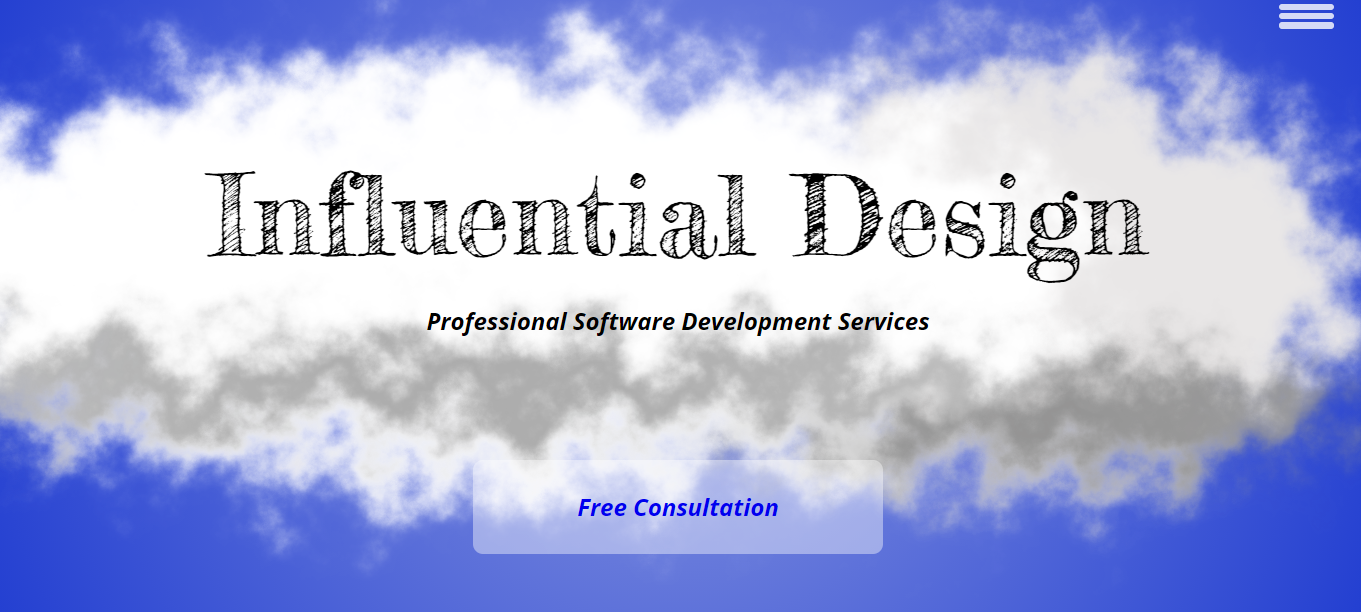 Influential Design
Professional Software Development Services
Free Consultation